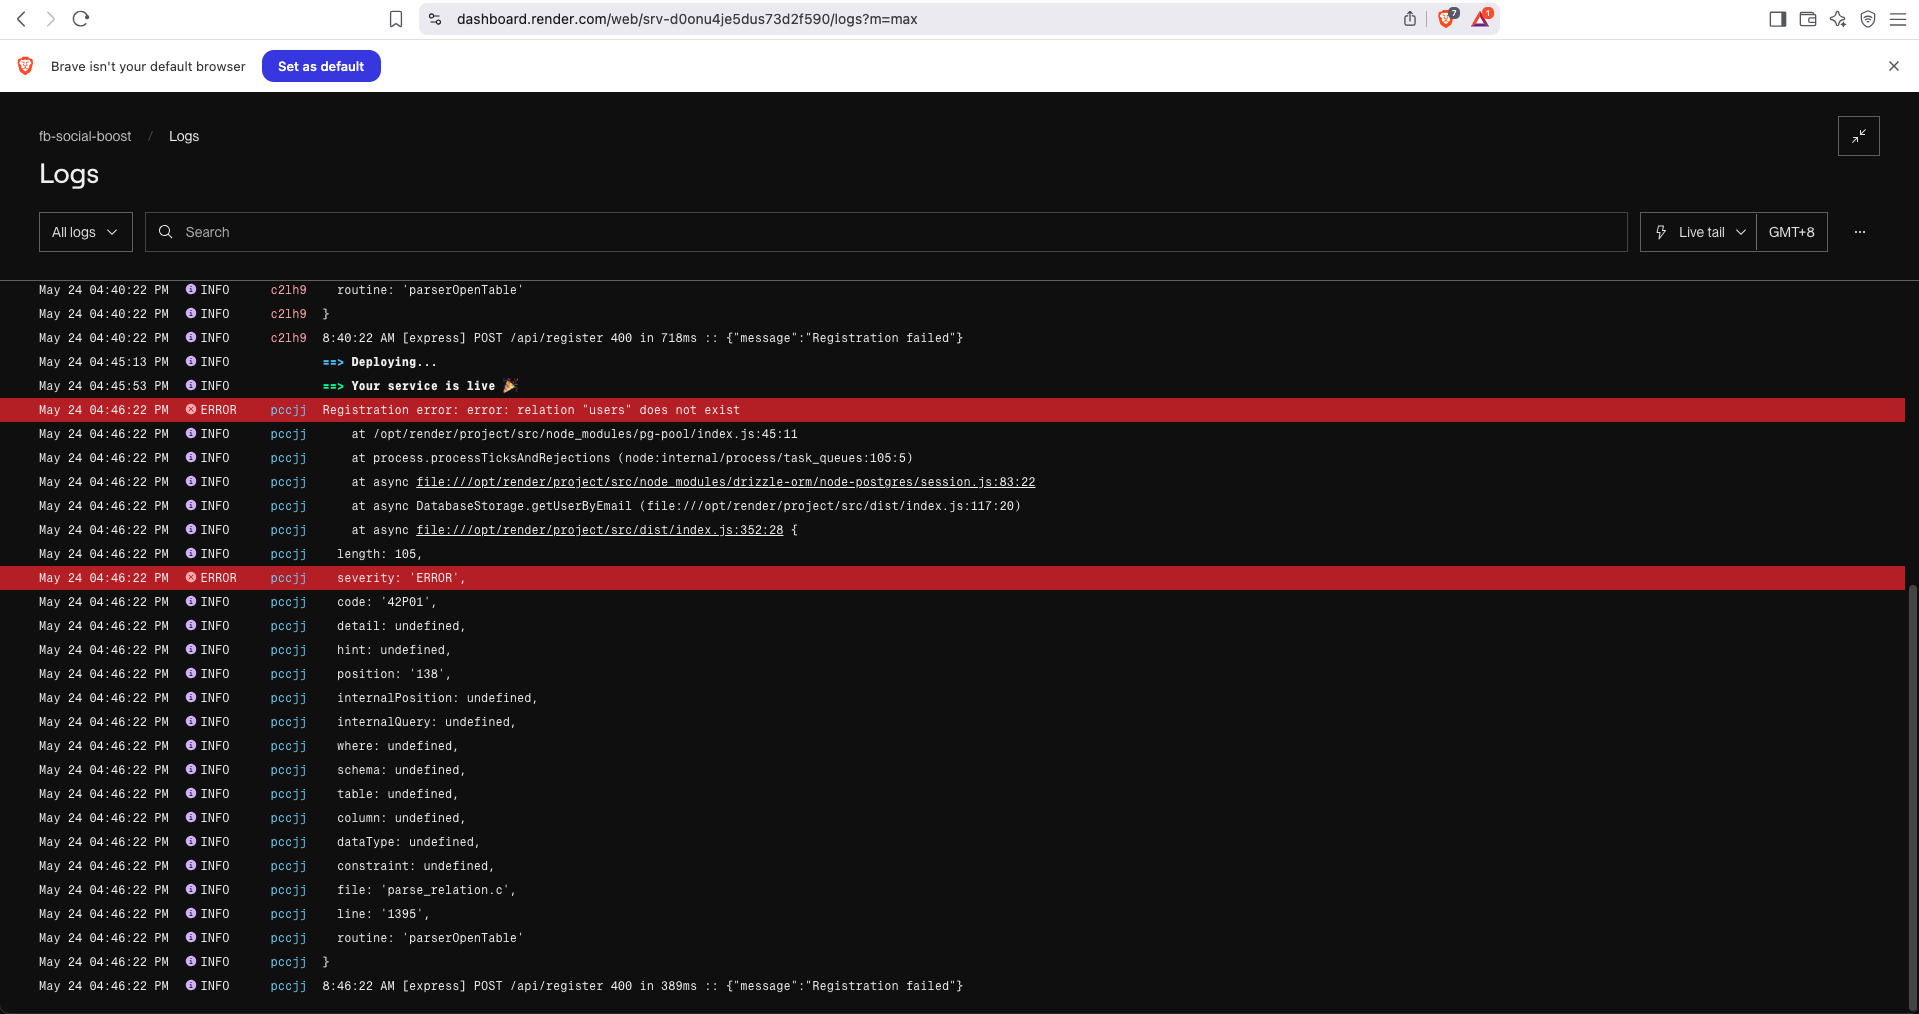 dashboard.render.com/web/srv-d0onu4je5dus73d2f590/logs?m=max
7
1
Brave isn't your default browser
Set as default
fb-social-boost / Logs
Logs
All logs
Search
Live tail
GMT+8
May 24 04:40:22 PM INFO c2lh9 routine: 'parserOpenTable'
May 24 04:40:22 PM INFO c2lh9 }
May 24 04:40:22 PM INFO c2lh9 8:40:22 AM [express] POST /api/register 400 in 718ms :: {"message":"Registration failed"}
May 24 04:45:13 PM INFO ==> Deploying...
May 24 04:45:53 PM INFO ==> Your service is live 🎉
May 24 04:46:22 PM ERROR pccjj Registration error: error: relation "users" does not exist
May 24 04:46:22 PM INFO pccjj at /opt/render/project/src/node_modules/pg-pool/index.js:45:11
May 24 04:46:22 PM INFO pccjj at process.processTicksAndRejections (node:internal/process/task_queues:105:5)
May 24 04:46:22 PM INFO pccjj at async file:///opt/render/project/src/node_modules/drizzle-orm/node-postgres/session.js:83:22
May 24 04:46:22 PM INFO pccjj at async DatabaseStorage.getUserByEmail (file:///opt/render/project/src/dist/index.js:117:20)
May 24 04:46:22 PM INFO pccjj at async file:///opt/render/project/src/dist/index.js:352:28 {
May 24 04:46:22 PM INFO pccjj length: 105,
May 24 04:46:22 PM ERROR pccjj severity: 'ERROR',
May 24 04:46:22 PM INFO pccjj code: '42P01',
May 24 04:46:22 PM INFO pccjj detail: undefined,
May 24 04:46:22 PM INFO pccjj hint: undefined,
May 24 04:46:22 PM INFO pccjj position: '138',
May 24 04:46:22 PM INFO pccjj internalPosition: undefined,
May 24 04:46:22 PM INFO pccjj internalQuery: undefined,
May 24 04:46:22 PM INFO pccjj where: undefined,
May 24 04:46:22 PM INFO pccjj schema: undefined,
May 24 04:46:22 PM INFO pccjj table: undefined,
May 24 04:46:22 PM INFO pccjj column: undefined,
May 24 04:46:22 PM INFO pccjj dataType: undefined,
May 24 04:46:22 PM INFO pccjj constraint: undefined,
May 24 04:46:22 PM INFO pccjj file: 'parse_relation.c',
May 24 04:46:22 PM INFO pccjj line: '1395',
May 24 04:46:22 PM INFO pccjj routine: 'parserOpenTable'
May 24 04:46:22 PM INFO pccjj }
May 24 04:46:22 PM INFO pccjj 8:46:22 AM [express] POST /api/register 400 in 389ms :: {"message":"Registration failed"}